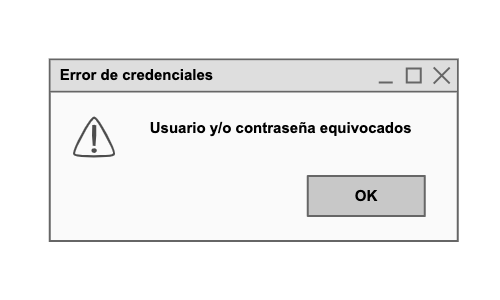 Error de credenciales
Usuario y/o contraseña equivocados
OK